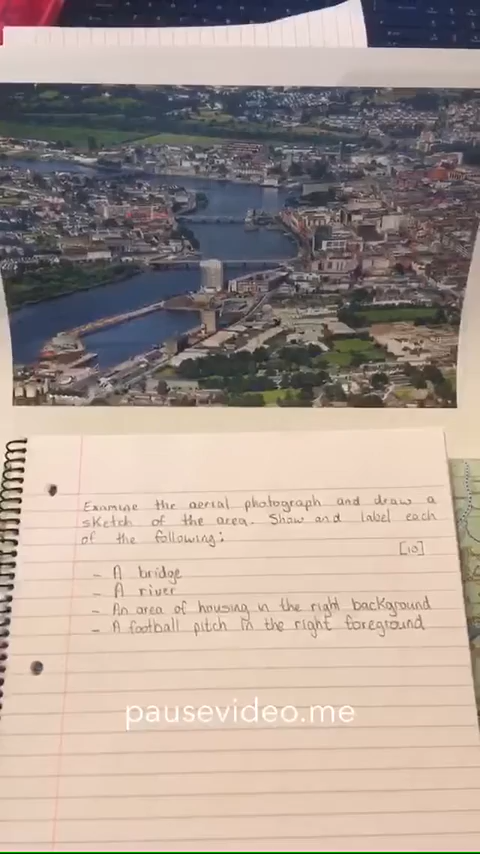 Examine the aerial photograph and draw a
sketch of the area. Show and label each
of the following:
[10]
- A bridge
- A river
- An area of housing in the right background
- A football pitch in the right foreground
pausevideo.me